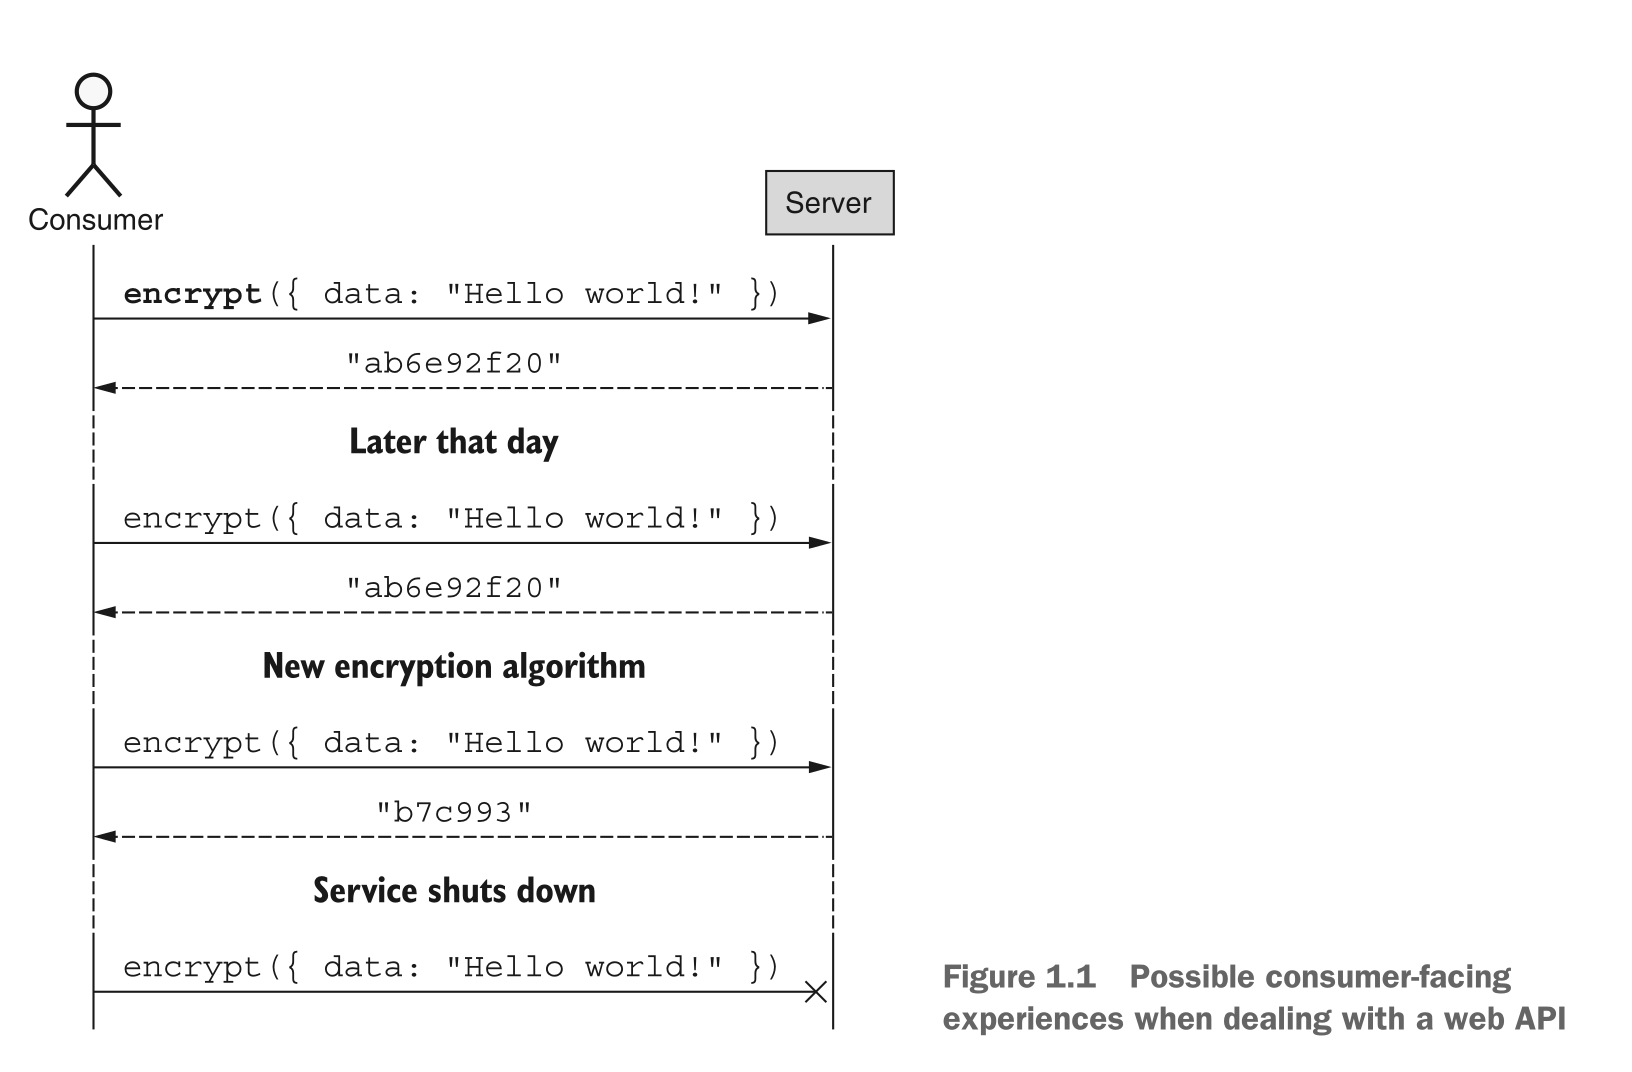 Consumer
Server
encrypt({ data: "Hello world!" })
"ab6e92f20"
Later that day
encrypt({ data: "Hello world!" })
"ab6e92f20"
New encryption algorithm
encrypt({ data: "Hello world!" })
"b7c993"
Service shuts down
encrypt({ data: "Hello world!" })
Figure 1.1 Possible consumer-facing
experiences when dealing with a web API